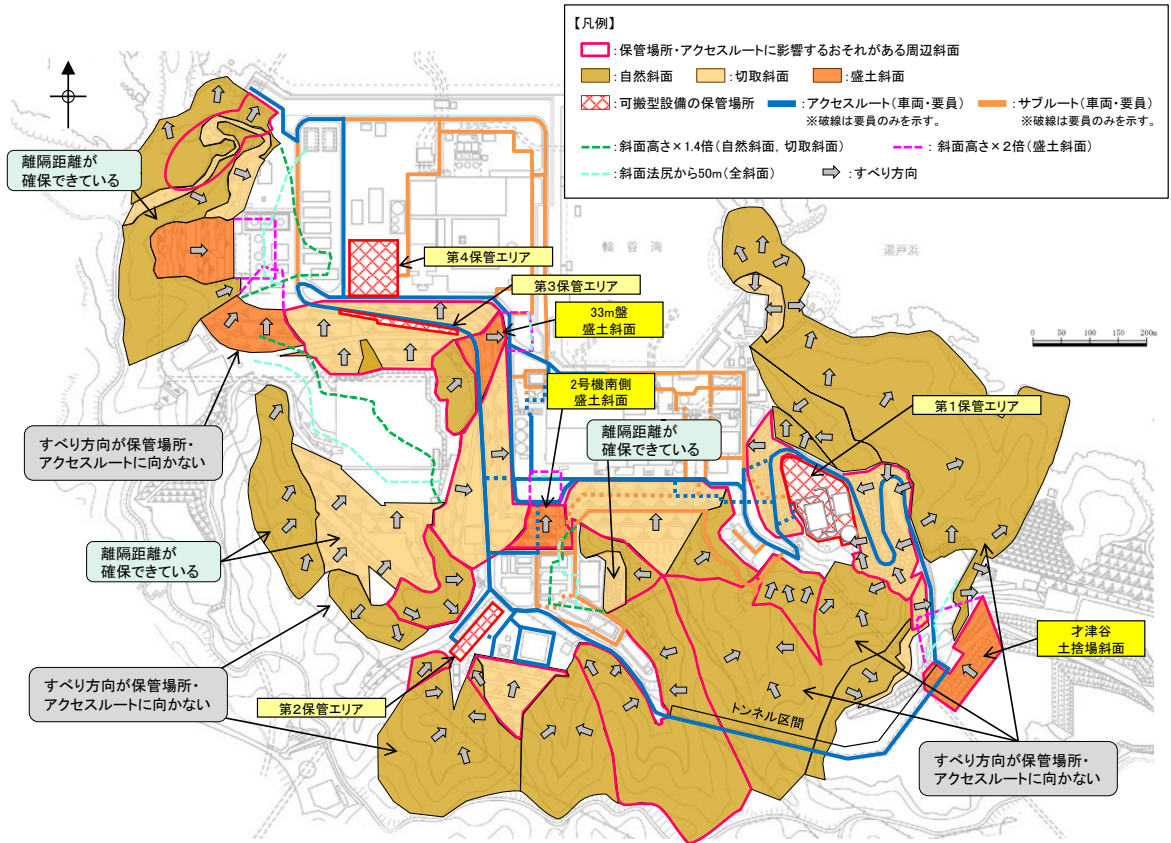 【凡例】
:保管場所・アクセスルートに影響するおそれがある周辺斜面
:自然斜面
:切取斜面
:盛土斜面
:可搬型設備の保管場所
:アクセスルート(車両・要員)
※破線は要員のみを示す。
:サブルート(車両・要員)
※破線は要員のみを示す。
:斜面高さ×1.4倍(自然斜面, 切取斜面)
:斜面高さ×2倍(盛土斜面)
:斜面法尻から50m(全斜面)
:すべり方向
離隔距離が
確保できている
第4保管エリア
輪谷湾
湯戸浜
第3保管エリア
33m盤
盛土斜面
0 50 100 150 200m
2号機南側
盛土斜面
第1保管エリア
離隔距離が
確保できている
すべり方向が保管場所・
アクセスルートに向かない
離隔距離が
確保できている
才津谷
土捨場斜面
すべり方向が保管場所・
アクセスルートに向かない
第2保管エリア
トンネル区間
すべり方向が保管場所・
アクセスルートに向かない